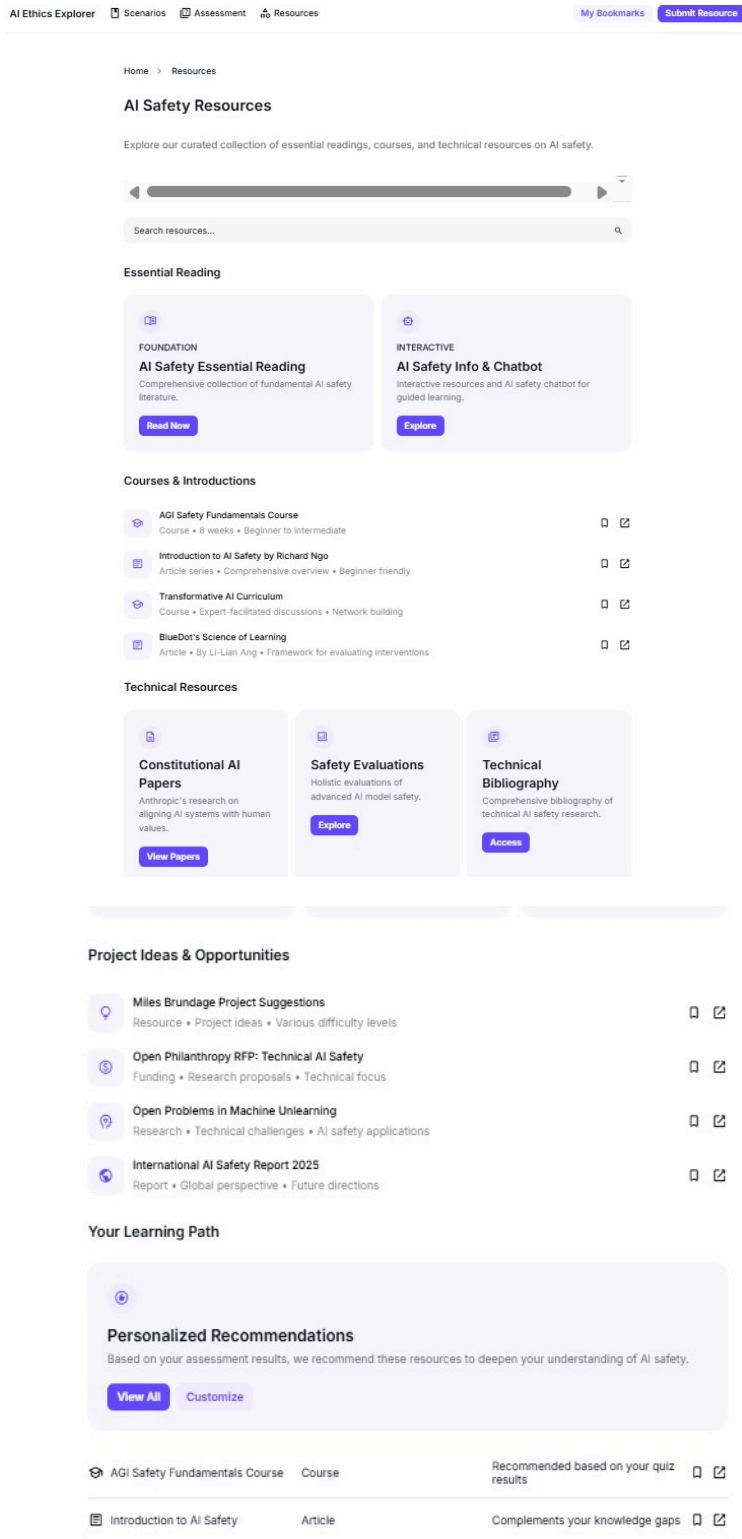 AI Ethics Explorer Scenarios Assessment Resources My Bookmarks Submit Resource
Home > Resources
AI Safety Resources
Explore our curated collection of essential readings, courses, and technical resources on AI safety.
Search resources...
Essential Reading
FOUNDATION
AI Safety Essential Reading
Comprehensive collection of fundamental AI safety
literature.
Read Now
INTERACTIVE
AI Safety Info & Chatbot
Interactive resources and AI safety chatbot for
guided learning.
Explore
Courses & Introductions
AGI Safety Fundamentals Course
Course • 8 weeks • Beginner to intermediate
Introduction to AI Safety by Richard Ngo
Article series • Comprehensive overview • Beginner friendly
Transformative AI Curriculum
Course • Expert-facilitated discussions • Network building
BlueDot's Science of Learning
Article • By Li-Lian Ang • Framework for evaluating interventions
Technical Resources
Constitutional AI
Papers
Anthropic's research on
aligning AI systems with human
values.
View Papers
Safety Evaluations
Holistic evaluations of
advanced AI model safety.
Explore
Technical
Bibliography
Comprehensive bibliography of
technical AI safety research.
Access
Project Ideas & Opportunities
Miles Brundage Project Suggestions
Resource • Project ideas • Various difficulty levels
Open Philanthropy RFP: Technical AI Safety
Funding • Research proposals • Technical focus
Open Problems in Machine Unlearning
Research • Technical challenges • AI safety applications
International AI Safety Report 2025
Report • Global perspective • Future directions
Your Learning Path
Personalized Recommendations
Based on your assessment results, we recommend these resources to deepen your understanding of AI safety.
View All Customize
AGI Safety Fundamentals Course Course Recommended based on your quiz
results
Introduction to AI Safety Article Complements your knowledge gaps